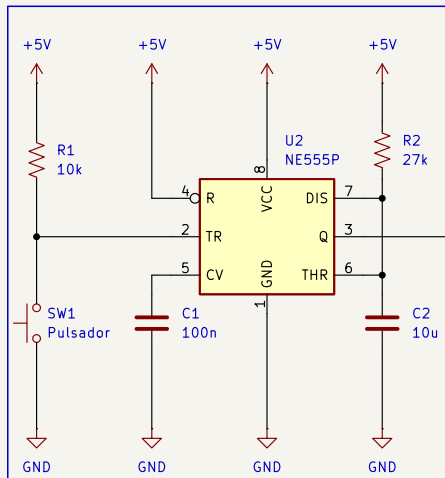 +5V +5V +5V +5V
R1
10k
U2
NE555P
R2
27k
8
4 R VCC DIS 7
2 TR Q 3
5 CV GND THR 6
1
SW1
Pulsador
C1
100n
C2
10u
GND GND GND GND